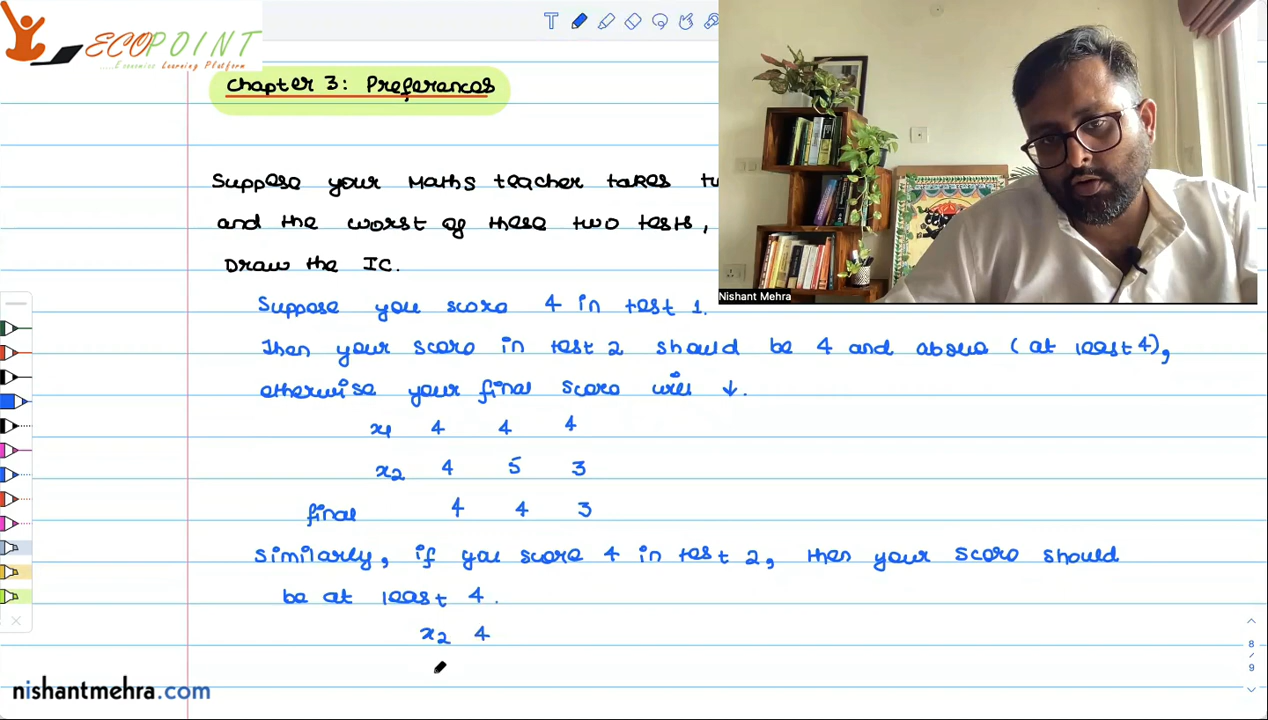 ECOPOINT
.....Economics Learning Platform
Chapter 3: Preferences
Suppose your Maths teacher takes
and the worst of these two tests,
Draw the IC.
Nishant Mehra
Suppose you score 4 in test 1.
Then your score in test 2 should be 4 and above (at least 4),
otherwise your final score will ↓.
x1 4 4 4
x2 4 5 3
final 4 4 3
Similarly, if you score 4 in test 2, then your score should
be at least 4.
x2 4
8
/
9
nishantmehra.com